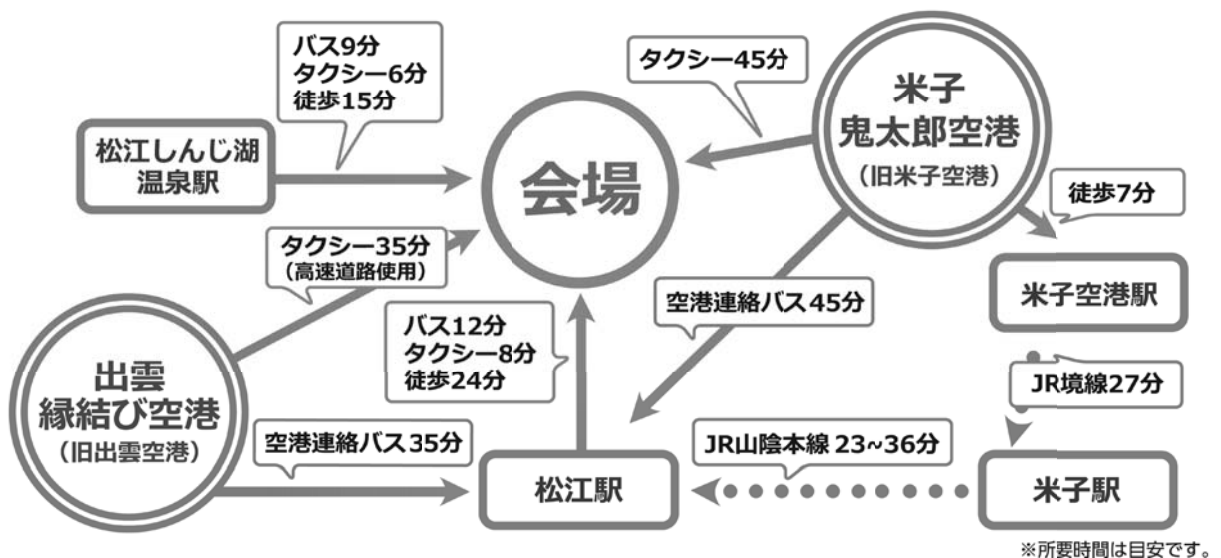 バス9分
タクシー6分
徒歩15分
タクシー45分
米子
鬼太郎空港
(旧米子空港)
松江しんじ湖
温泉駅
会場
徒歩7分
タクシー35分
(高速道路使用)
空港連絡バス45分
米子空港駅
バス12分
タクシー8分
徒歩24分
出雲
縁結び空港
(旧出雲空港)
JR境線27分
空港連絡バス35分
JR山陰本線 23~36分
松江駅
米子駅
※所要時間は目安です。